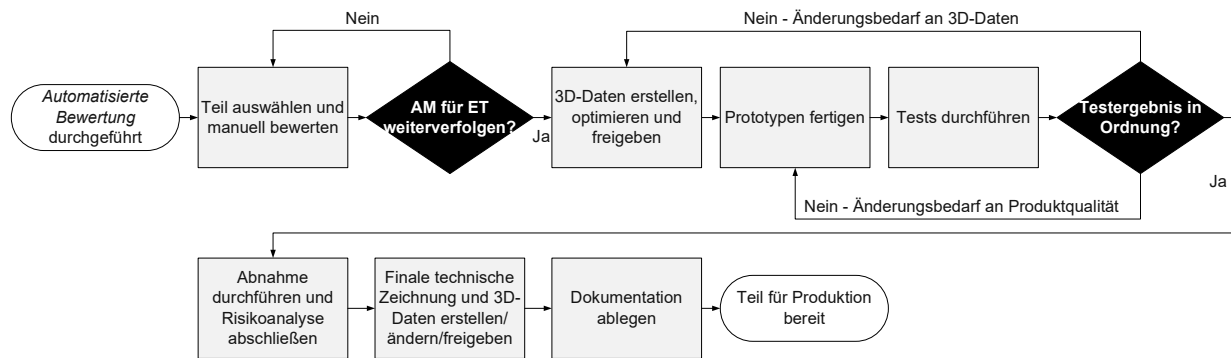 Nein
Nein - Änderungsbedarf an 3D-Daten
Automatisierte
Bewertung
durchgeführt
Teil auswählen und
manuell bewerten
AM für ET
weiterverfolgen?
Ja
3D-Daten erstellen,
optimieren und
freigeben
Prototypen fertigen
Tests durchführen
Testergebnis in
Ordnung?
Ja
Nein - Änderungsbedarf an Produktqualität
Abnahme
durchführen und
Risikoanalyse
abschließen
Finale technische
Zeichnung und 3D-
Daten erstellen/
ändern/freigeben
Dokumentation
ablegen
Teil für Produktion
bereit